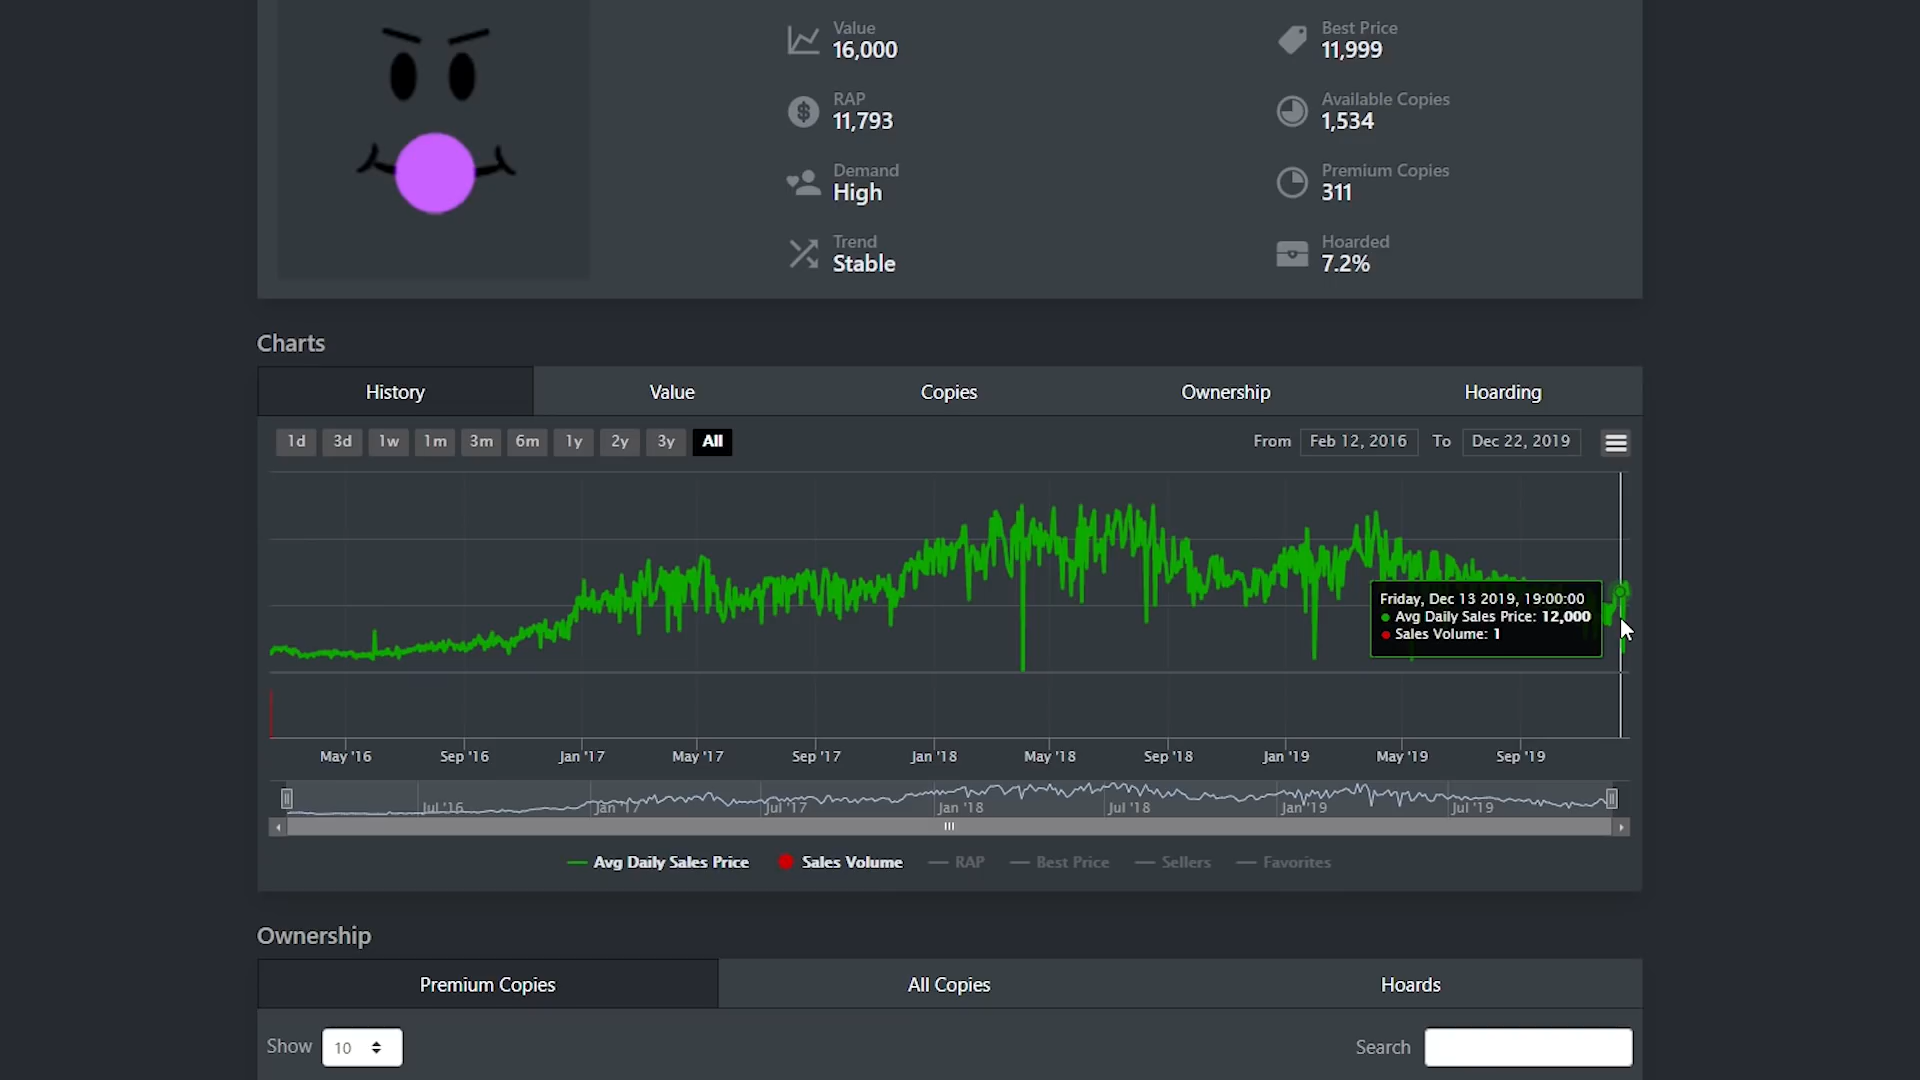 Value
16,000
Best Price
11,999
RAP
11,793
Available Copies
1,534
Demand
High
Premium Copies
311
Trend
Stable
Hoarded
7.2%
Charts
History Value Copies Ownership Hoarding
1d 3d 1w 1m 3m 6m 1y 2y 3y All From Feb 12, 2016 To Dec 22, 2019
Friday, Dec 13 2019, 19:00:00
Avg Daily Sales Price: 12,000
Sales Volume: 1
May '16 Sep '16 Jan '17 May '17 Sep '17 Jan '18 May '18 Sep '18 Jan '19 May '19 Sep '19
Jul '16 Jan '17 Jul '17 Jan '18 Jul '18 Jan '19 Jul '19
Avg Daily Sales Price Sales Volume RAP Best Price Sellers Favorites
Ownership
Premium Copies All Copies Hoards
Show 10 Search